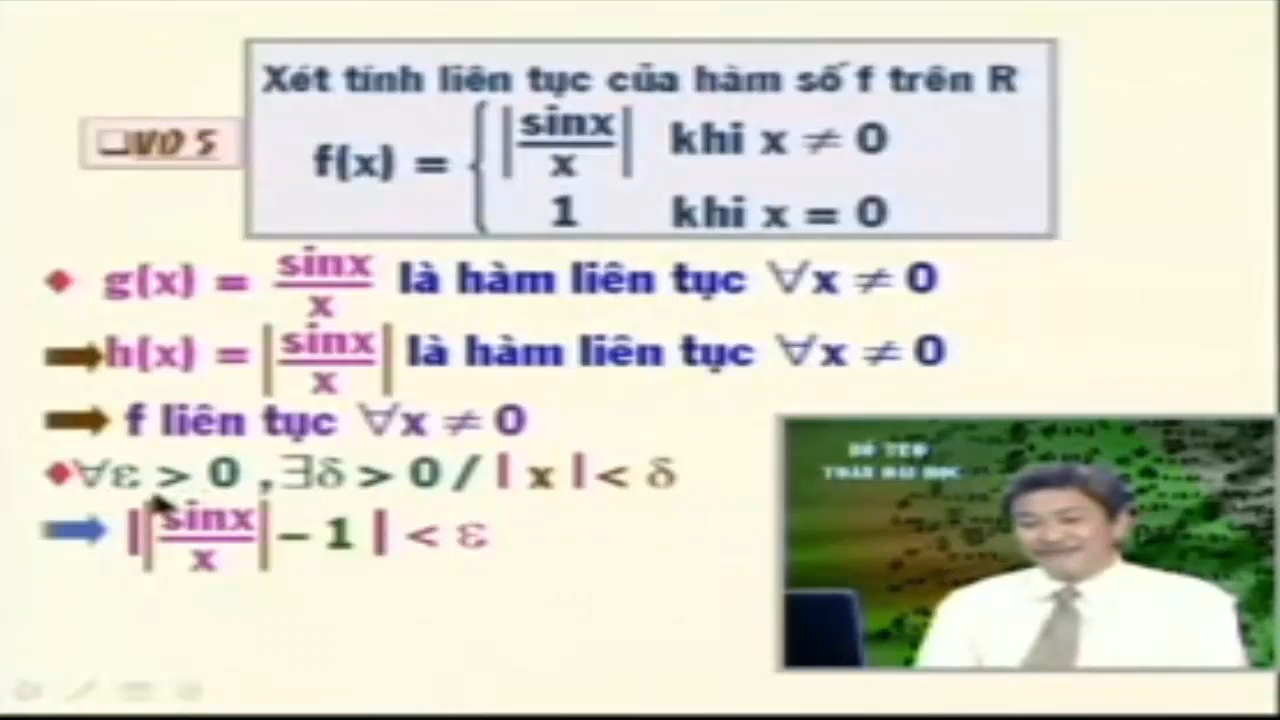 Xét tính liên tục của hàm số f trên R
VD 5
f(x) = { |sinx/x| khi x ≠ 0
1 khi x = 0
g(x) = sinx/x là hàm liên tục ∀x ≠ 0
h(x) = |sinx/x| là hàm liên tục ∀x ≠ 0
f liên tục ∀x ≠ 0
∀ε > 0 , ∃δ > 0 / | x | < δ
||sinx/x| − 1 | < ε